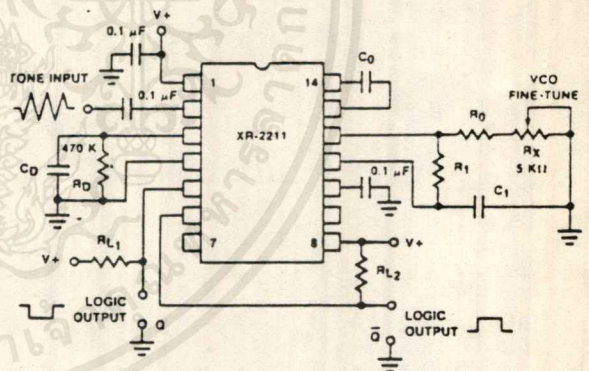 V+
0.1 µF
TONE INPUT
0.1 µF
1
14
C0
VCO
FINE-TUNE
XR-2211
R0
RX
5 KΩ
470 K
CD
RD
R1
C1
0.1 µF
7
8
V+
V+
RL1
RL2
LOGIC
OUTPUT
Q
LOGIC
OUTPUT
Q̄